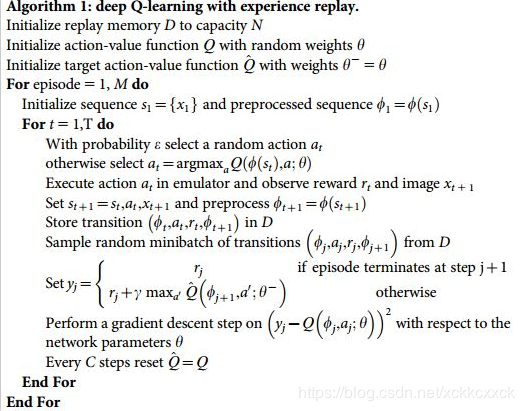 Algorithm 1: deep Q-learning with experience replay.
Initialize replay memory D to capacity N
Initialize action-value function Q with random weights θ
Initialize target action-value function Q̂ with weights θ⁻ = θ
For episode = 1, M do
Initialize sequence s₁ = {x₁} and preprocessed sequence ϕ₁ = ϕ(s₁)
For t = 1,T do
With probability ε select a random action aₜ
otherwise select aₜ = argmaxₐ Q(ϕ(sₜ),a; θ)
Execute action aₜ in emulator and observe reward rₜ and image xₜ₊₁
Set sₜ₊₁ = sₜ,aₜ,xₜ₊₁ and preprocess ϕₜ₊₁ = ϕ(sₜ₊₁)
Store transition (ϕₜ,aₜ,rₜ,ϕₜ₊₁) in D
Sample random minibatch of transitions (ϕⱼ,aⱼ,rⱼ,ϕⱼ₊₁) from D
Set yⱼ = { rⱼ if episode terminates at step j+1
rⱼ + γ maxₐ′ Q̂(ϕⱼ₊₁,a′; θ⁻) otherwise
Perform a gradient descent step on (yⱼ − Q(ϕⱼ,aⱼ; θ))² with respect to the
network parameters θ
Every C steps reset Q̂ = Q
End For
End For
https://blog.csdn.net/xckkcxxck